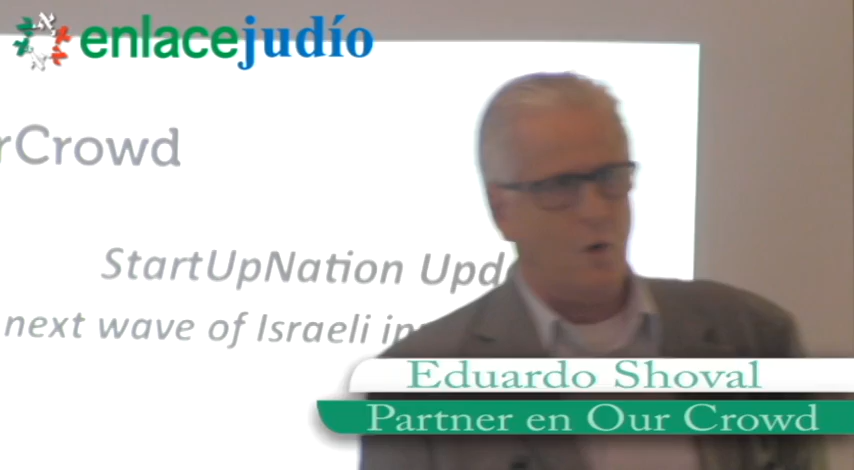 enlacejudío
rCrowd
StartUpNation Upd
next wave of Israeli in
Eduardo Shoval
Partner en Our Crowd